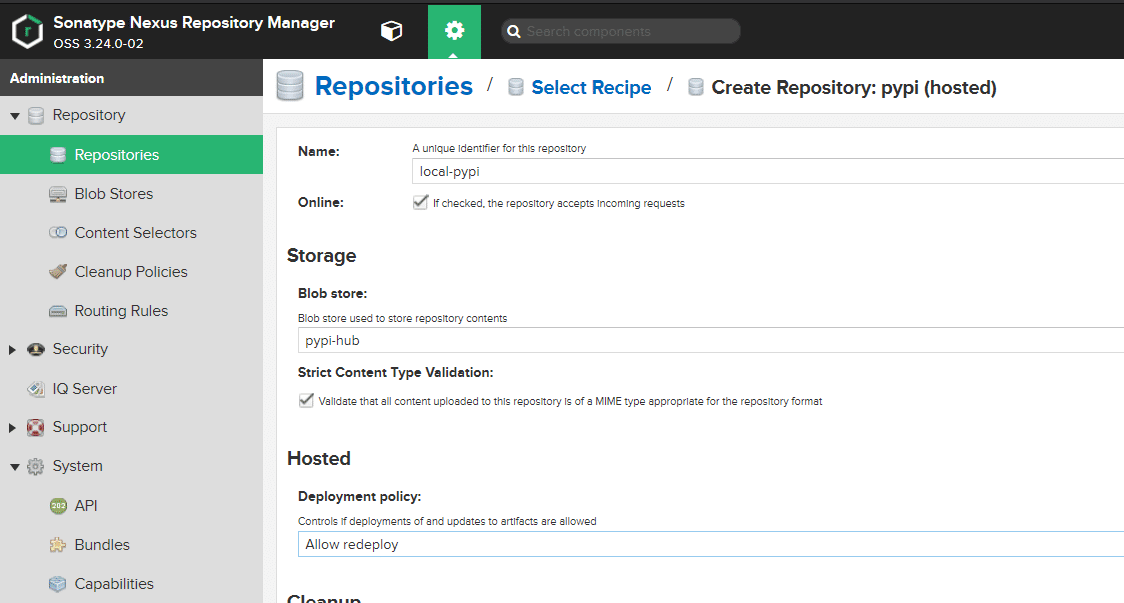 Sonatype Nexus Repository Manager
OSS 3.24.0-02
Search components
Administration
Repositories / Select Recipe / Create Repository: pypi (hosted)
Repository
Repositories
Blob Stores
Content Selectors
Cleanup Policies
Routing Rules
Security
IQ Server
Support
System
202 API
Bundles
Capabilities
Name: A unique identifier for this repository
local-pypi
Online: If checked, the repository accepts incoming requests
Storage
Blob store:
Blob store used to store repository contents
pypi-hub
Strict Content Type Validation:
Validate that all content uploaded to this repository is of a MIME type appropriate for the repository format
Hosted
Deployment policy:
Controls if deployments of and updates to artifacts are allowed
Allow redeploy
Cleanup